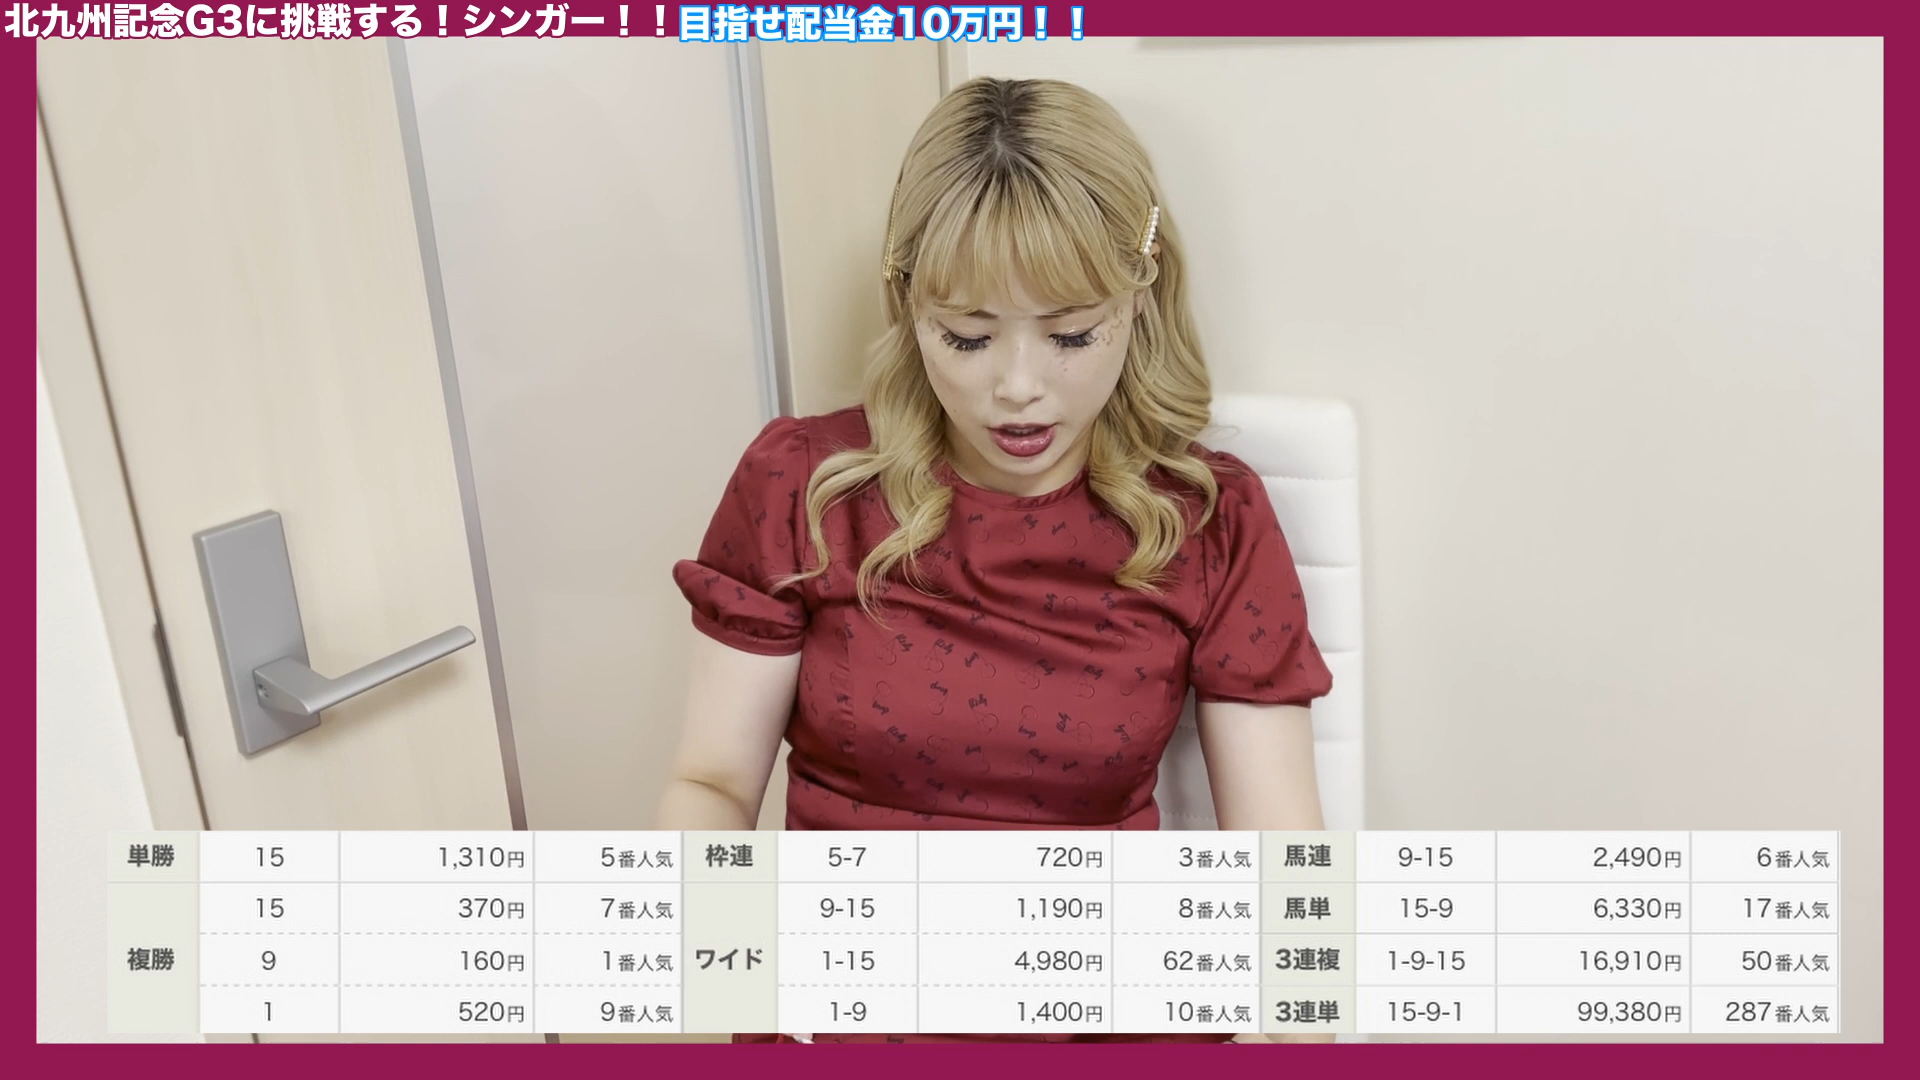 北九州記念G3に挑戦する！シンガー！！目指せ配当金10万円！！
単勝 15 1,310円 5番人気 枠連 5-7 720円 3番人気 馬連 9-15 2,490円 6番人気
複勝 15 370円 7番人気 ワイド 9-15 1,190円 8番人気 馬単 15-9 6,330円 17番人気
9 160円 1番人気 1-15 4,980円 62番人気 3連複 1-9-15 16,910円 50番人気
1 520円 9番人気 1-9 1,400円 10番人気 3連単 15-9-1 99,380円 287番人気